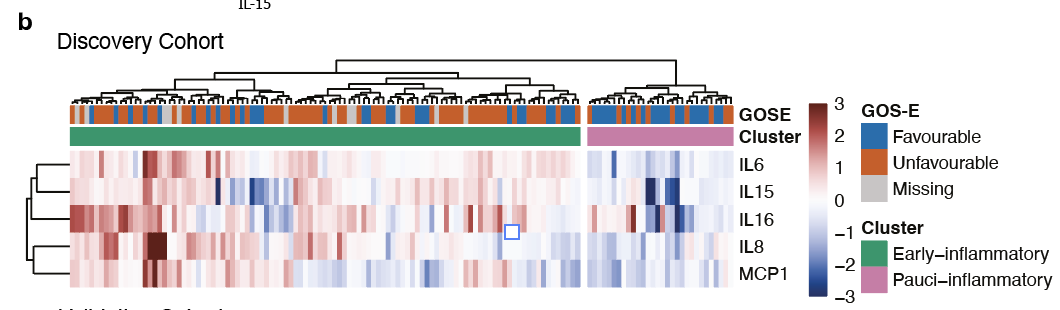 IL-15
b
Discovery Cohort
GOSE
Cluster
IL6
IL15
IL16
IL8
MCP1
3
2
1
0
−1
−2
−3
GOS-E
Favourable
Unfavourable
Missing
Cluster
Early−inflammatory
Pauci−inflammatory